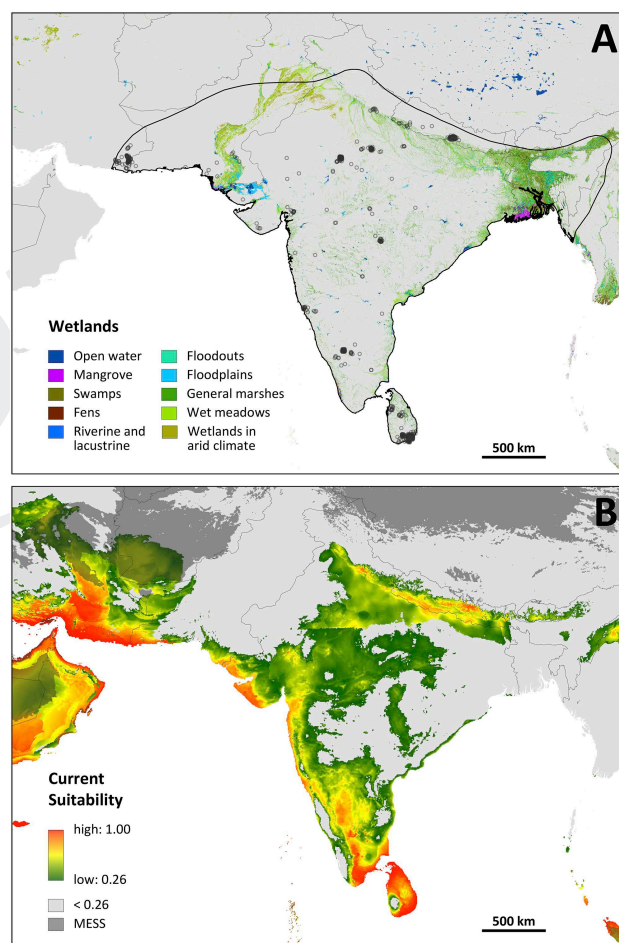 A
Wetlands
Open water
Mangrove
Swamps
Fens
Riverine and
lacustrine
Floodouts
Floodplains
General marshes
Wet meadows
Wetlands in
arid climate
500 km
B
Current
Suitability
high: 1.00
low: 0.26
< 0.26
MESS
500 km